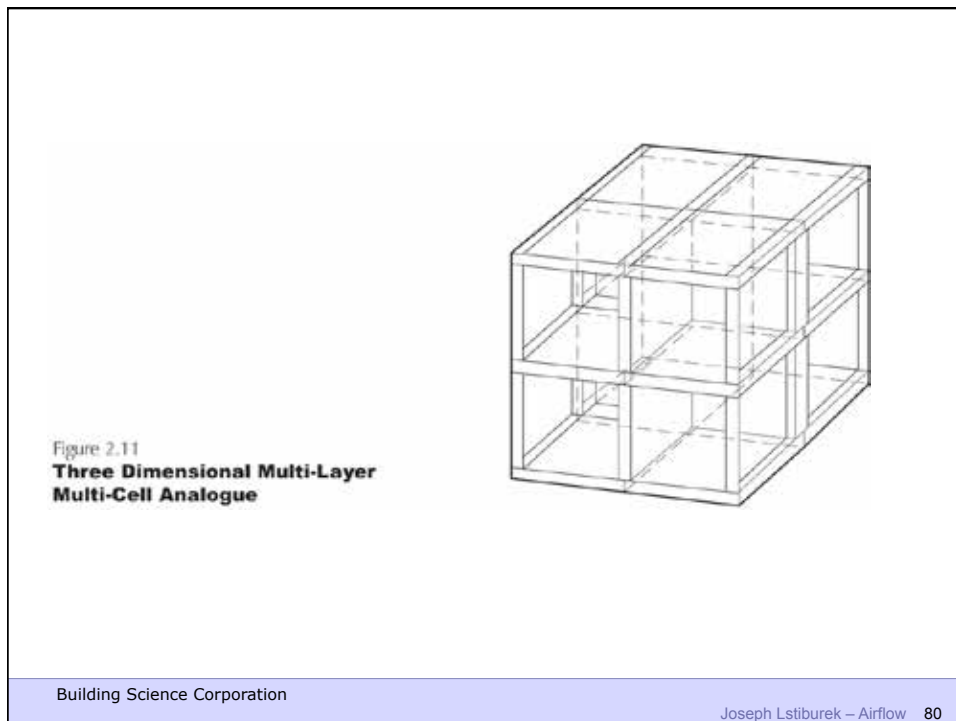 Figure 2.11
Three Dimensional Multi-Layer
Multi-Cell Analogue
Building Science Corporation
Joseph Lstiburek – Airflow 80